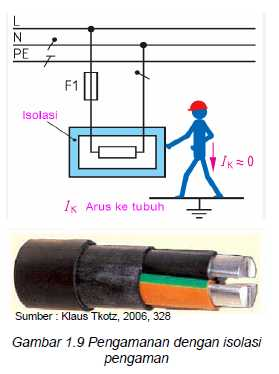 L
N
PE
F1
Isolasi
I_K ≈ 0
I_K Arus ke tubuh
Sumber : Klaus Tkotz, 2006, 328
Gambar 1.9 Pengamanan dengan isolasi
pengaman